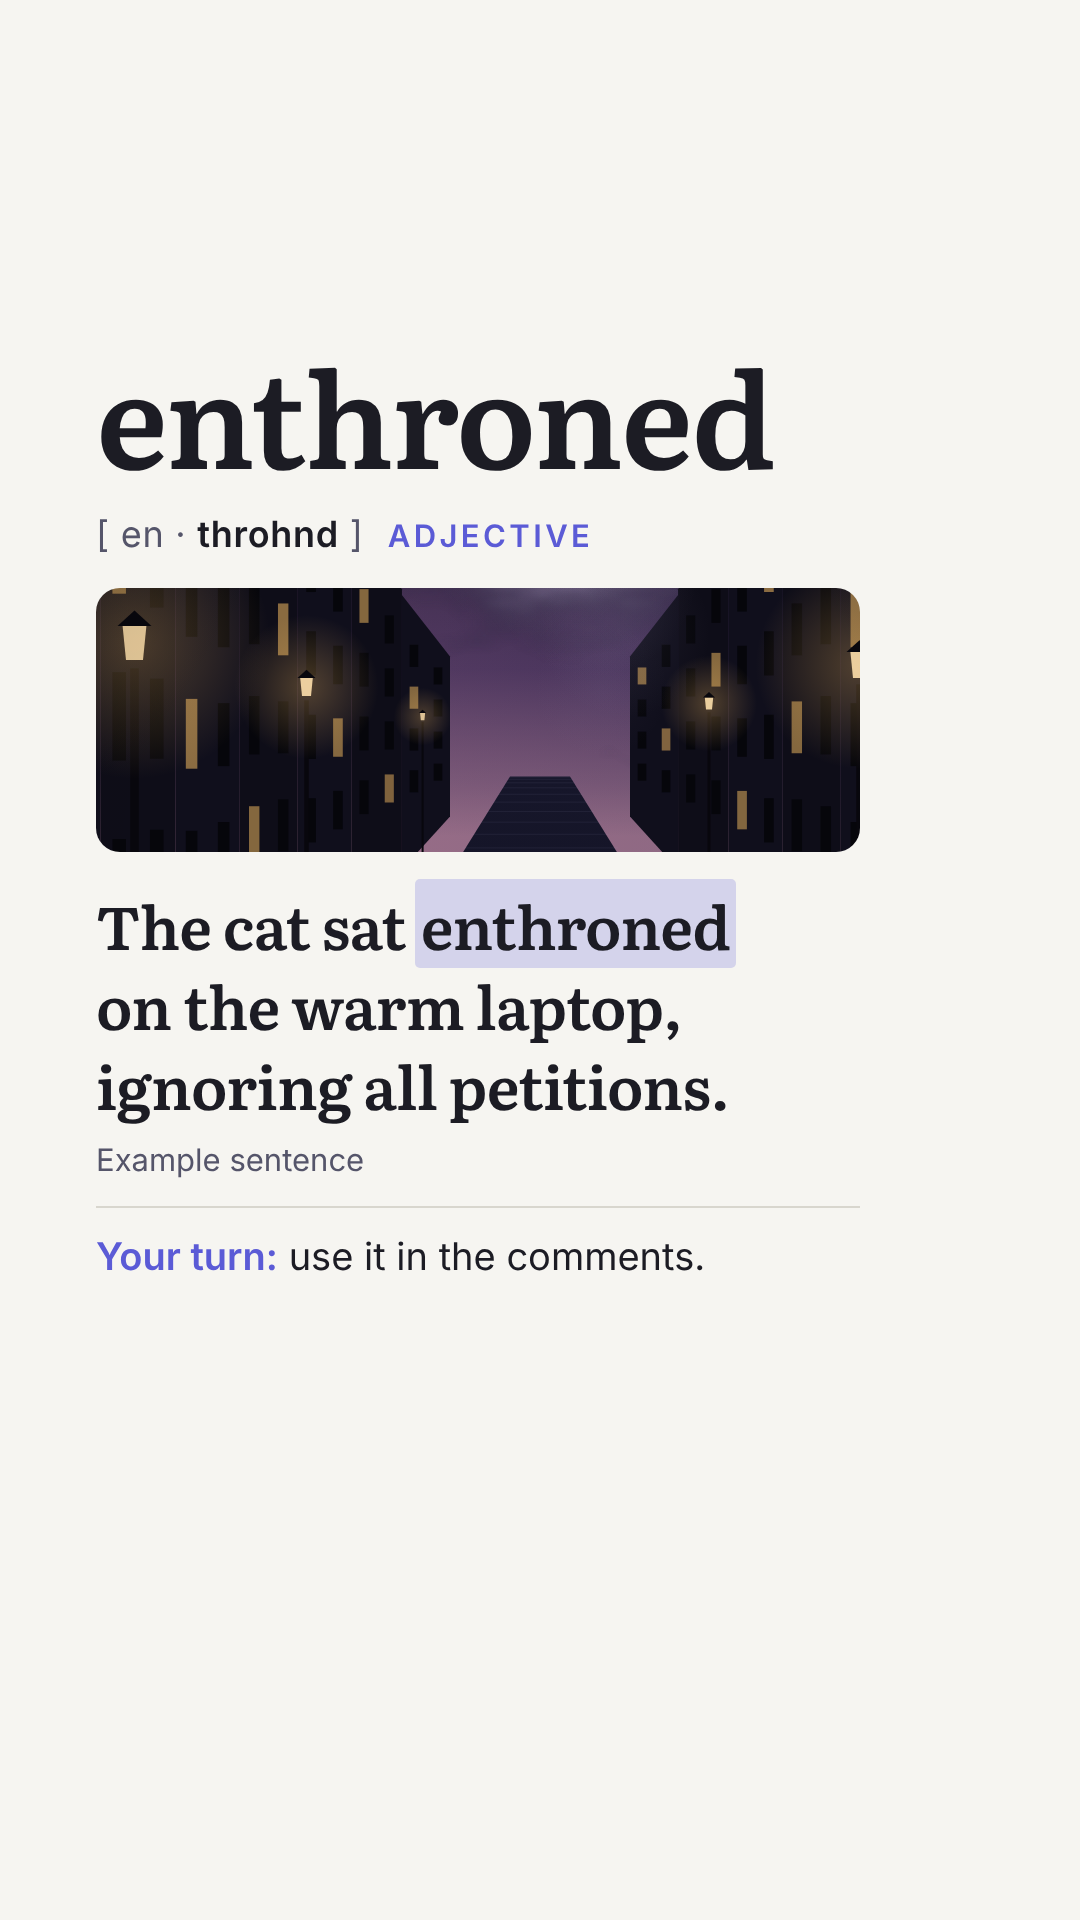 enthroned
[ en · throhnd ] ADJECTIVE
The cat sat enthroned
on the warm laptop,
ignoring all petitions.
Example sentence
Your turn: use it in the comments.